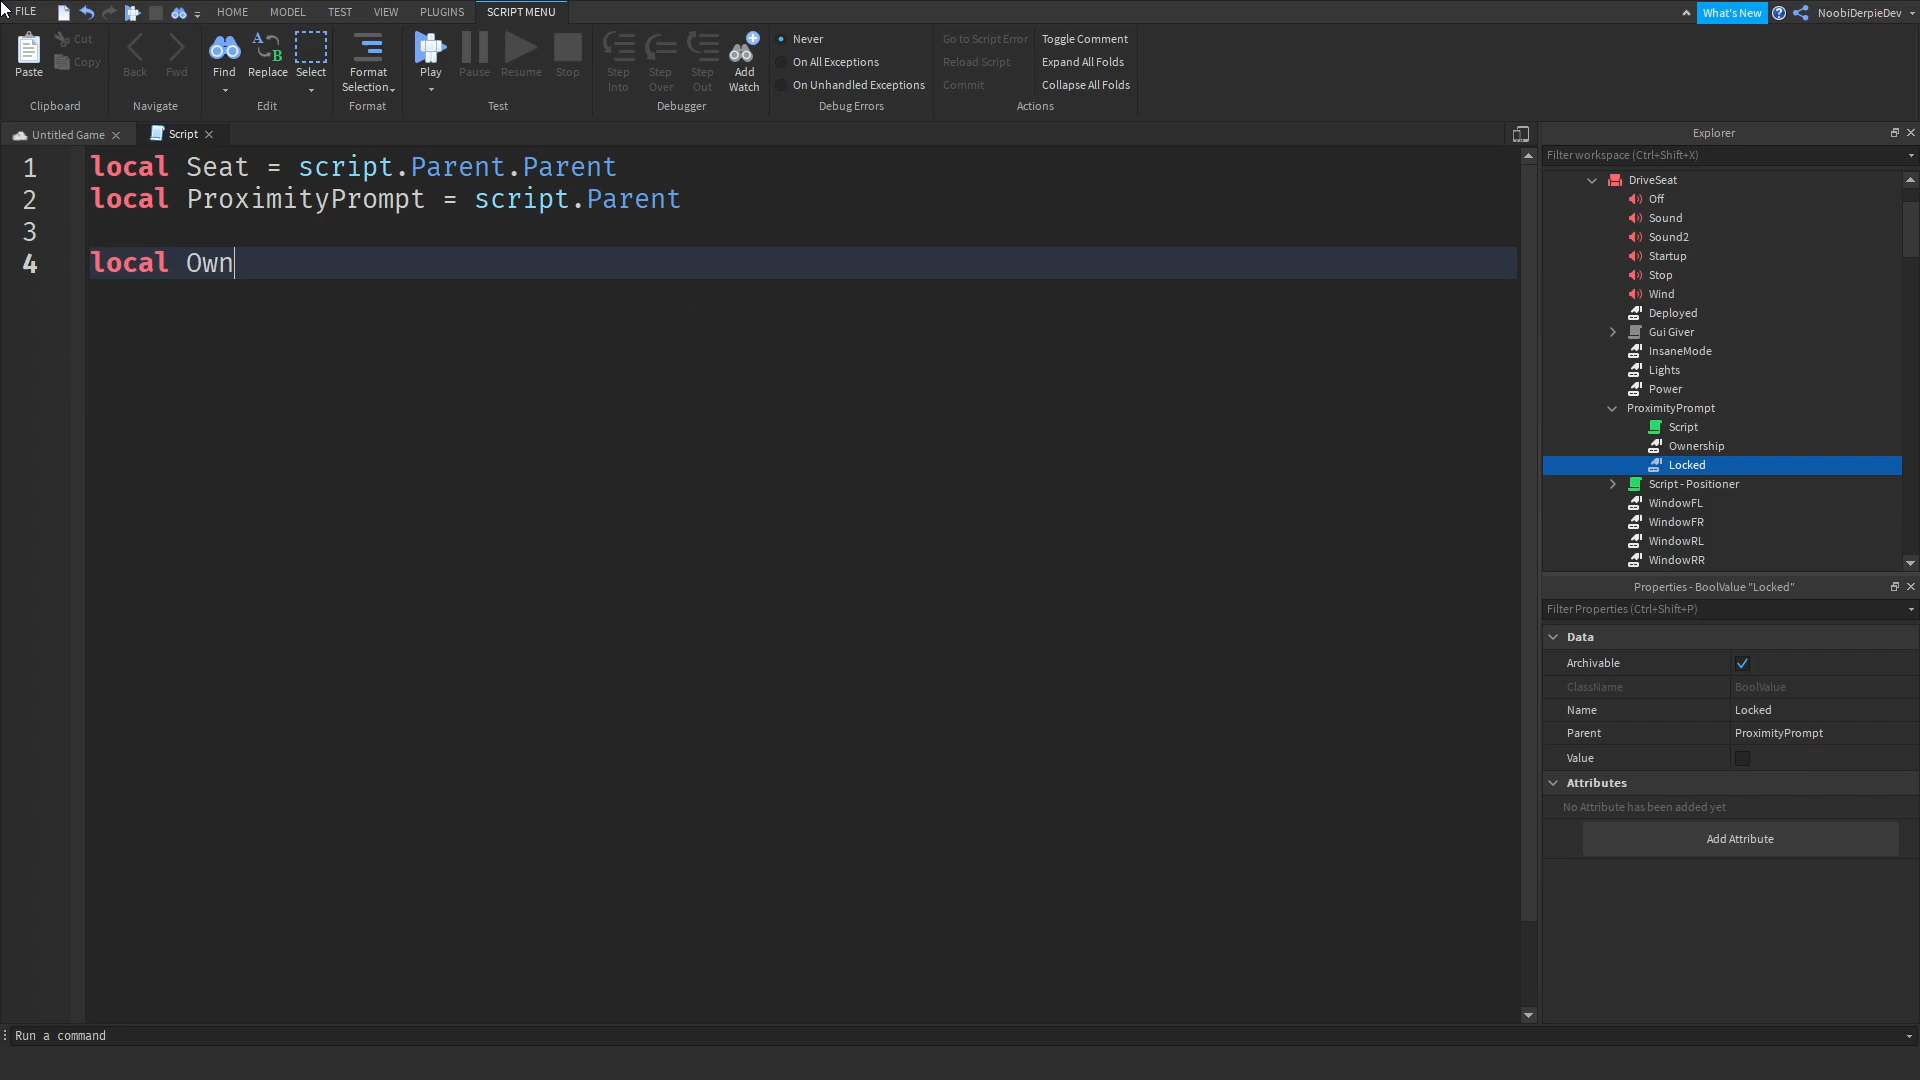 FILE
HOME
MODEL
TEST
VIEW
PLUGINS
SCRIPT MENU
What's New
NoobiDerpieDev
Paste
Cut
Copy
Clipboard
Back
Fwd
Navigate
Find
Replace
Select
Edit
Format
Selection
Format
Play
Pause
Resume
Stop
Test
Step
Into
Step
Over
Step
Out
Add
Watch
Debugger
Never
On All Exceptions
On Unhandled Exceptions
Debug Errors
Go to Script Error
Reload Script
Commit
Toggle Comment
Expand All Folds
Collapse All Folds
Actions
Untitled Game
Script
1 local Seat = script.Parent.Parent
2 local ProximityPrompt = script.Parent
3
4 local Own
Explorer
Filter workspace (Ctrl+Shift+X)
DriveSeat
Off
Sound
Sound2
Startup
Stop
Wind
Deployed
Gui Giver
InsaneMode
Lights
Power
ProximityPrompt
Script
Ownership
Locked
Script - Positioner
WindowFL
WindowFR
WindowRL
WindowRR
Properties - BoolValue "Locked"
Filter Properties (Ctrl+Shift+P)
Data
Archivable
ClassName BoolValue
Name Locked
Parent ProximityPrompt
Value
Attributes
No Attribute has been added yet
Add Attribute
Run a command